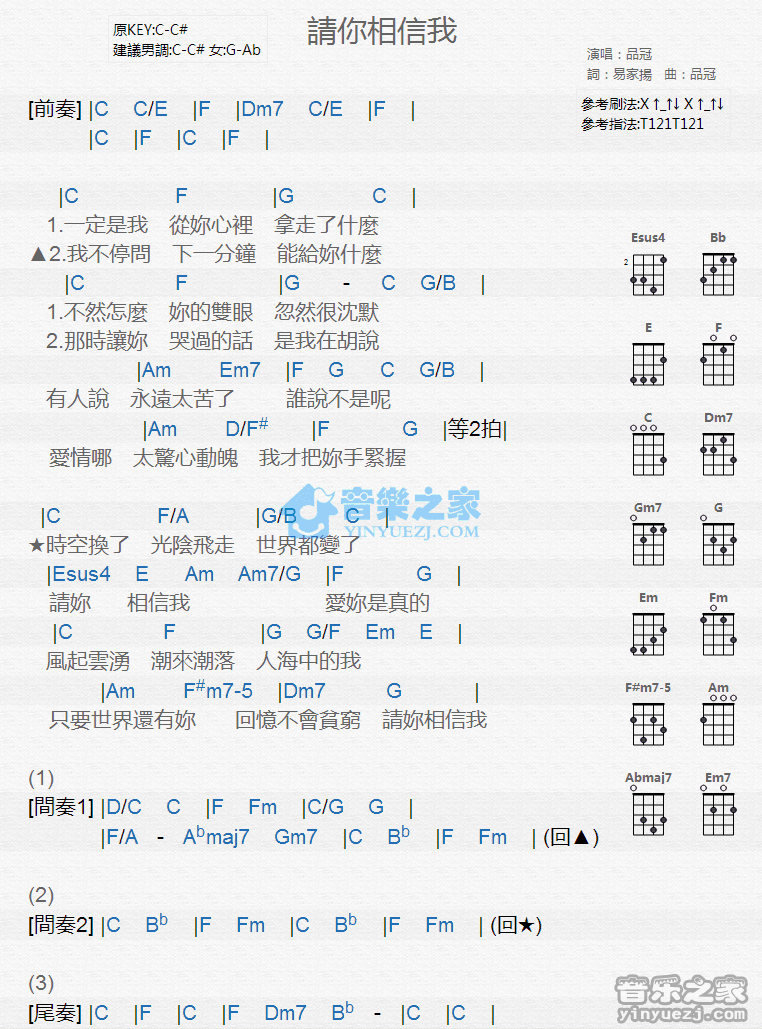 原KEY:C-C#
建議男調:C-C# 女:G-Ab
請你相信我
演唱：品冠
詞：易家揚 曲：品冠
參考刷法:X↑_↑↓X↑_↑↓
參考指法:T121T121
[前奏] |C C/E |F |Dm7 C/E |F |
|C |F |C |F |
|C F |G C |
1.一定是我 從妳心裡 拿走了什麼
▲2.我不停問 下一分鐘 能給妳什麼
|C F |G - C G/B |
1.不然怎麼 妳的雙眼 忽然很沈默
2.那時讓妳 哭過的話 是我在胡說
|Am Em7 |F G C G/B |
有人說 永遠太苦了 誰說不是呢
|Am D/F# |F G |等2拍|
愛情哪 太驚心動魄 我才把妳手緊握
|C F/A |G/B C |
★時空換了 光陰飛走 世界都變了
|Esus4 E Am Am7/G |F G |
請妳 相信我 愛妳是真的
|C F |G G/F Em E |
風起雲湧 潮來潮落 人海中的我
|Am F#m7-5 |Dm7 G |
只要世界還有妳 回憶不會貧窮 請妳相信我
(1)
[間奏1] |D/C C |F Fm |C/G G |
|F/A - Abmaj7 Gm7 |C Bb |F Fm | (回▲)
(2)
[間奏2] |C Bb |F Fm |C Bb |F Fm | (回★)
(3)
[尾奏] |C |F |C |F Dm7 Bb - |C |C |
Esus4 Bb
2
E F
C Dm7
Gm7 G
Em Fm
F#m7-5 Am
Abmaj7 Em7
音樂之家
YINYUEZJ.COM
音乐之家
yinyuezj.com